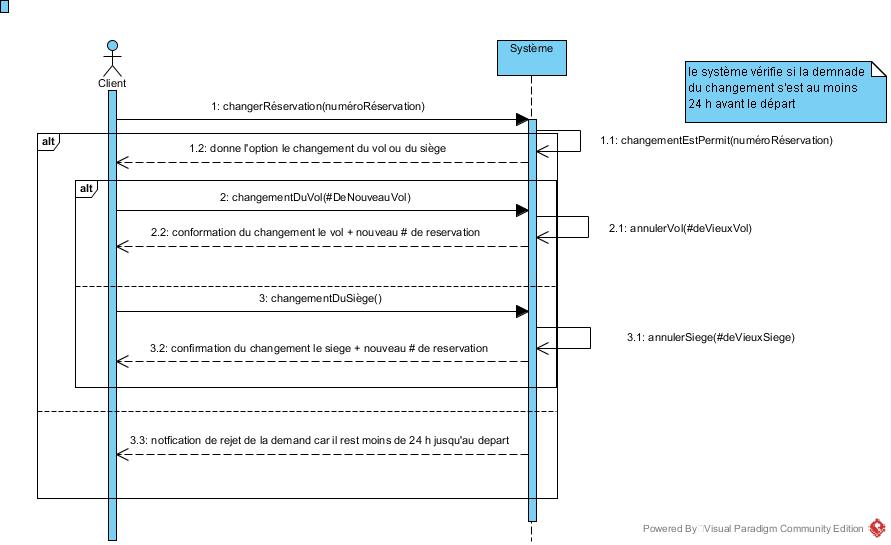 Système
le système vérifie si la demnade
du changement s'est au moins
24 h avant le départ
Client
1: changerRéservation(numéroRéservation)
alt
1.1: changementEstPermit(numéroRéservation)
1.2: donne l'option le changement du vol ou du siège
alt
2: changementDuVol(#DeNouveauVol)
2.1: annulerVol(#deVieuxVol)
2.2: conformation du changement le vol + nouveau # de reservation
3: changementDuSiège()
3.1: annulerSiege(#deVieuxSiege)
3.2: confirmation du changement le siege + nouveau # de reservation
3.3: notfication de rejet de la demand car il rest moins de 24 h jusqu'au depart
Powered By Visual Paradigm Community Edition